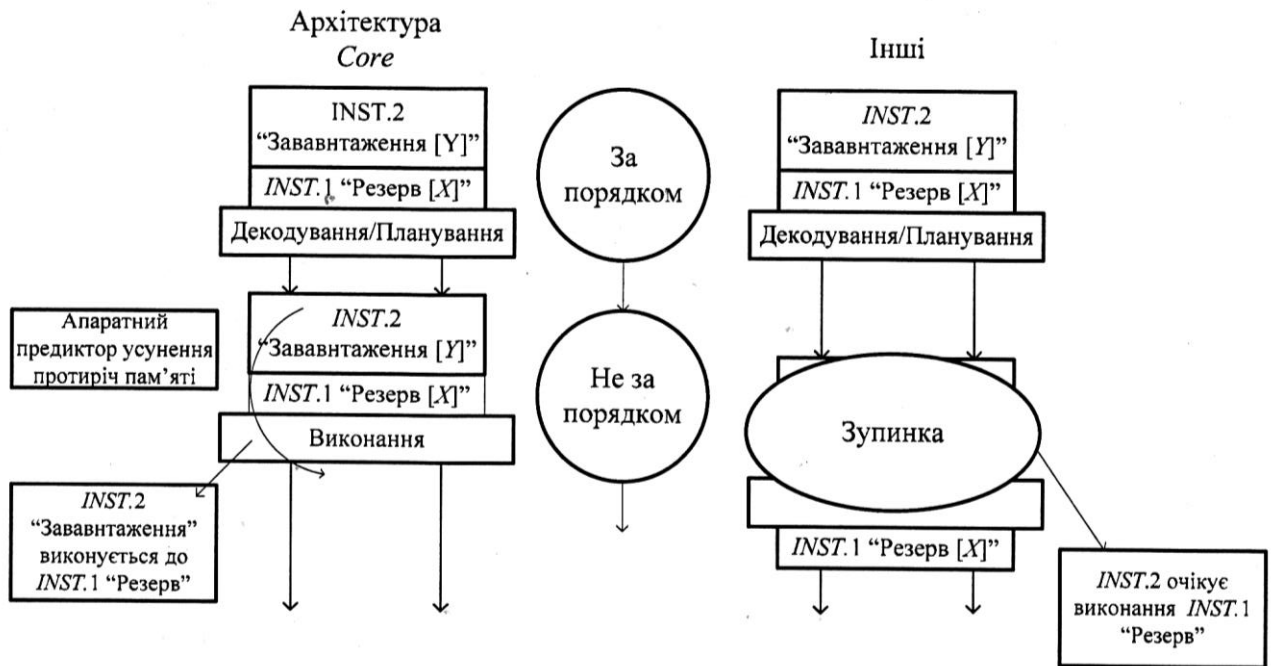 Архітектура
Core
INST.2
“Зававнтаження [Y]”
INST.1 “Резерв [X]”
Декодування/Планування
Апаратний
предиктор усунення
протиріч пам’яті
INST.2
“Зававнтаження [Y]”
INST.1 “Резерв [X]”
Виконання
INST.2
“Зававнтаження”
виконується до
INST.1 “Резерв”
За
порядком
Не за
порядком
Інші
INST.2
“Зававнтаження [Y]”
INST.1 “Резерв [X]”
Декодування/Планування
Зупинка
INST.1 “Резерв [X]”
INST.2 очікує
виконання INST.1
“Резерв”